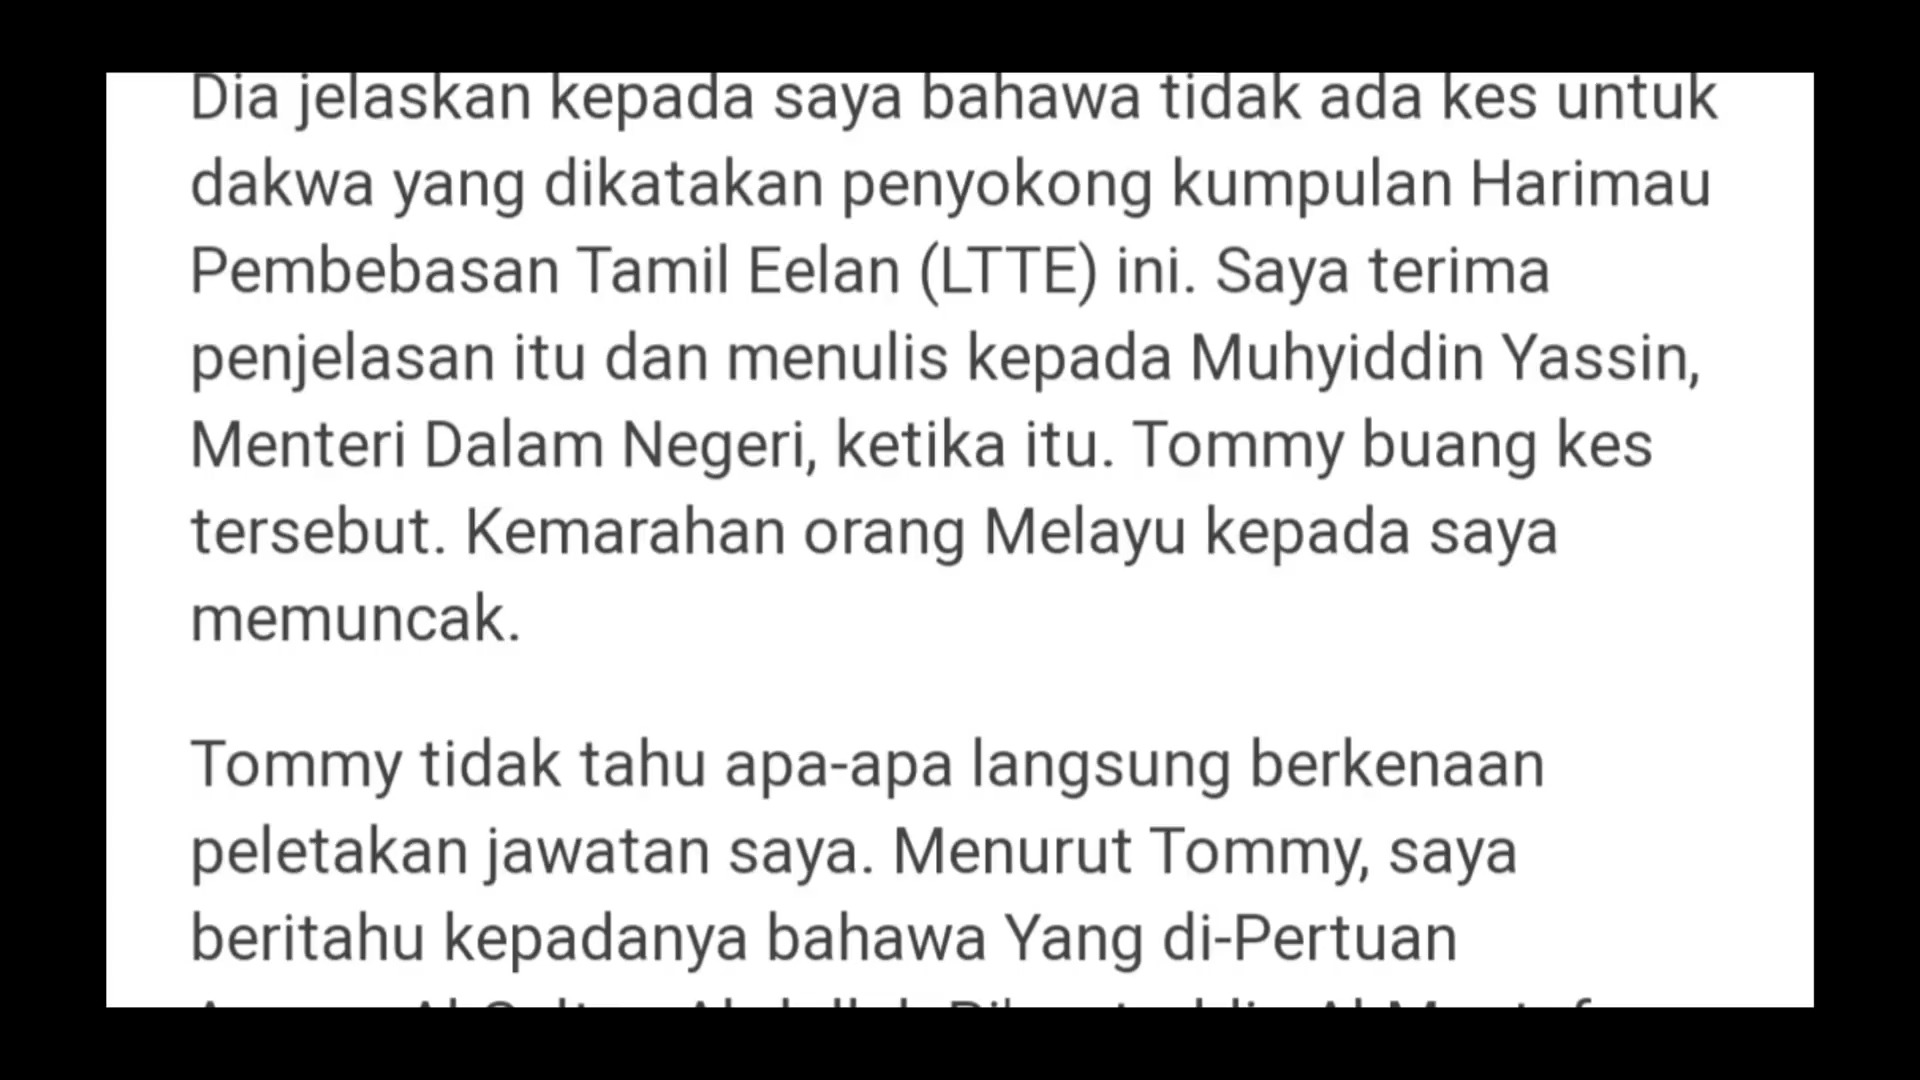 Dia jelaskan kepada saya bahawa tidak ada kes untuk
dakwa yang dikatakan penyokong kumpulan Harimau
Pembebasan Tamil Eelan (LTTE) ini. Saya terima
penjelasan itu dan menulis kepada Muhyiddin Yassin,
Menteri Dalam Negeri, ketika itu. Tommy buang kes
tersebut. Kemarahan orang Melayu kepada saya
memuncak.
Tommy tidak tahu apa-apa langsung berkenaan
peletakan jawatan saya. Menurut Tommy, saya
beritahu kepadanya bahawa Yang di-Pertuan